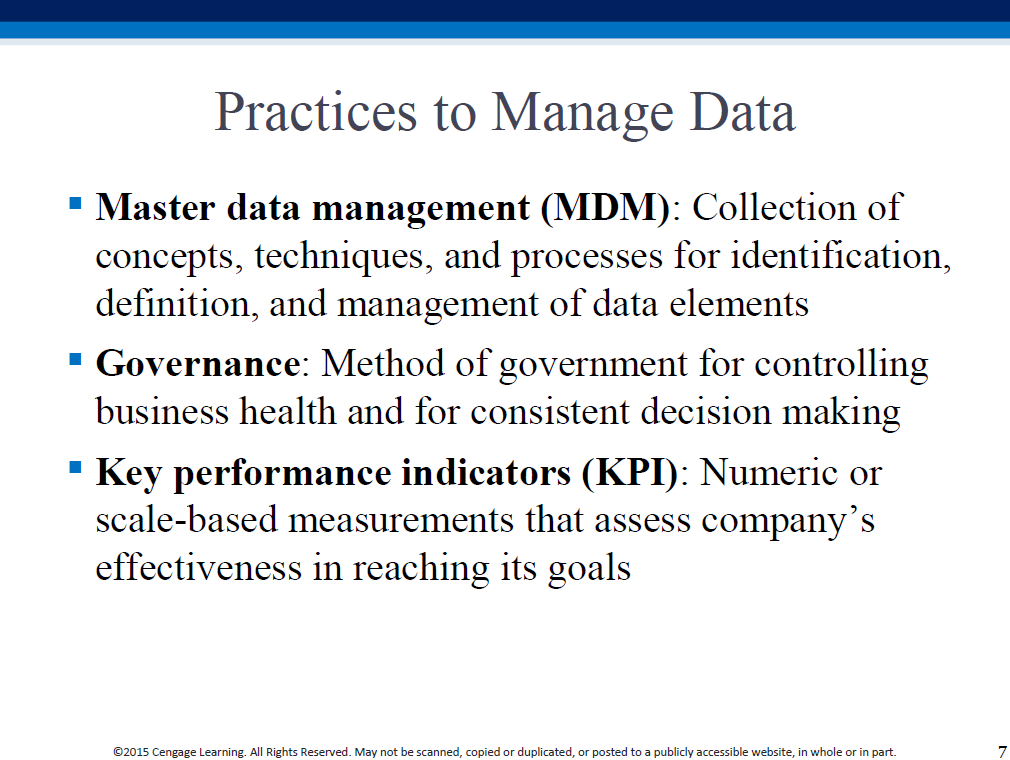 Practices to Manage Data
▪ Master data management (MDM): Collection of
concepts, techniques, and processes for identification,
definition, and management of data elements
▪ Governance: Method of government for controlling
business health and for consistent decision making
▪ Key performance indicators (KPI): Numeric or
scale-based measurements that assess company’s
effectiveness in reaching its goals
©2015 Cengage Learning. All Rights Reserved. May not be scanned, copied or duplicated, or posted to a publicly accessible website, in whole or in part.
7